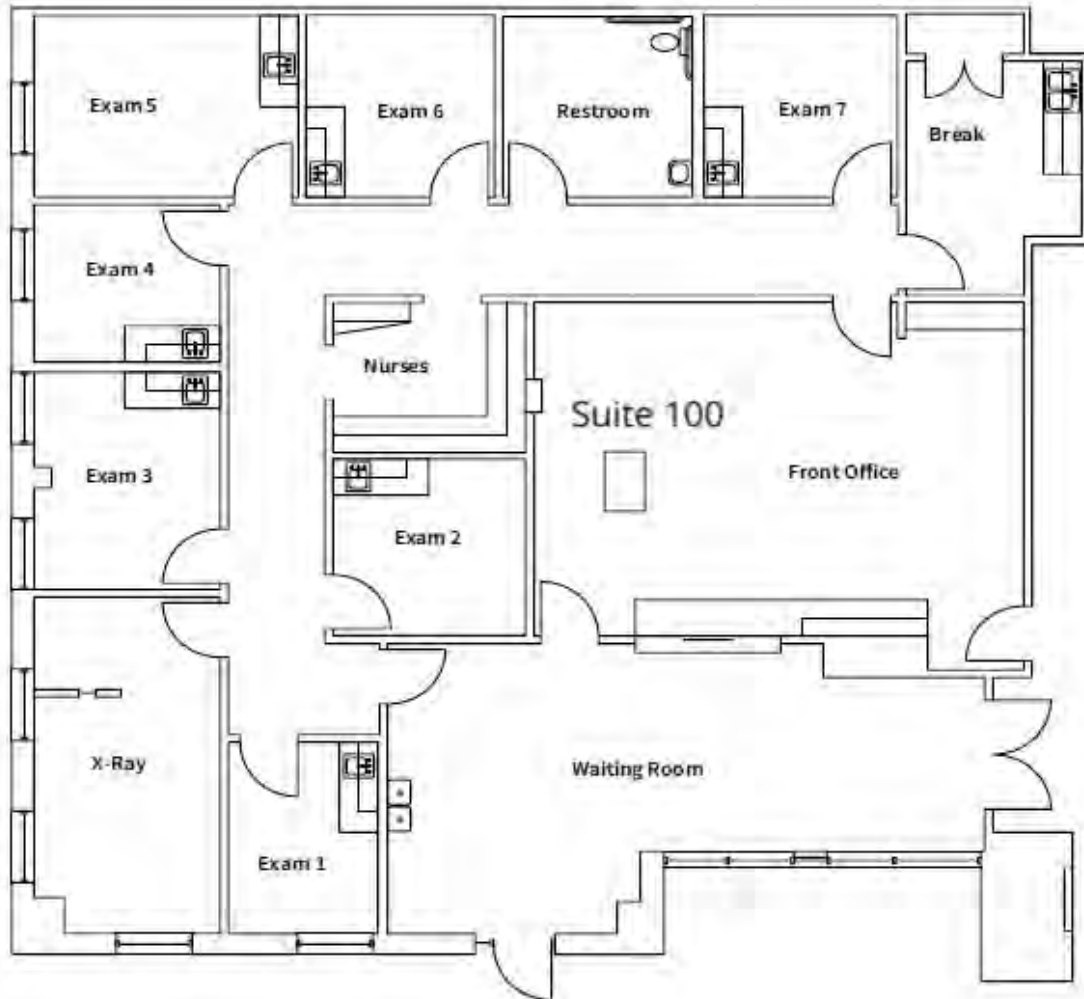 Exam 5
Exam 6
Restroom
Exam 7
Break
Exam 4
Nurses
Suite 100
Exam 3
Front Office
Exam 2
X-Ray
Waiting Room
Exam 1